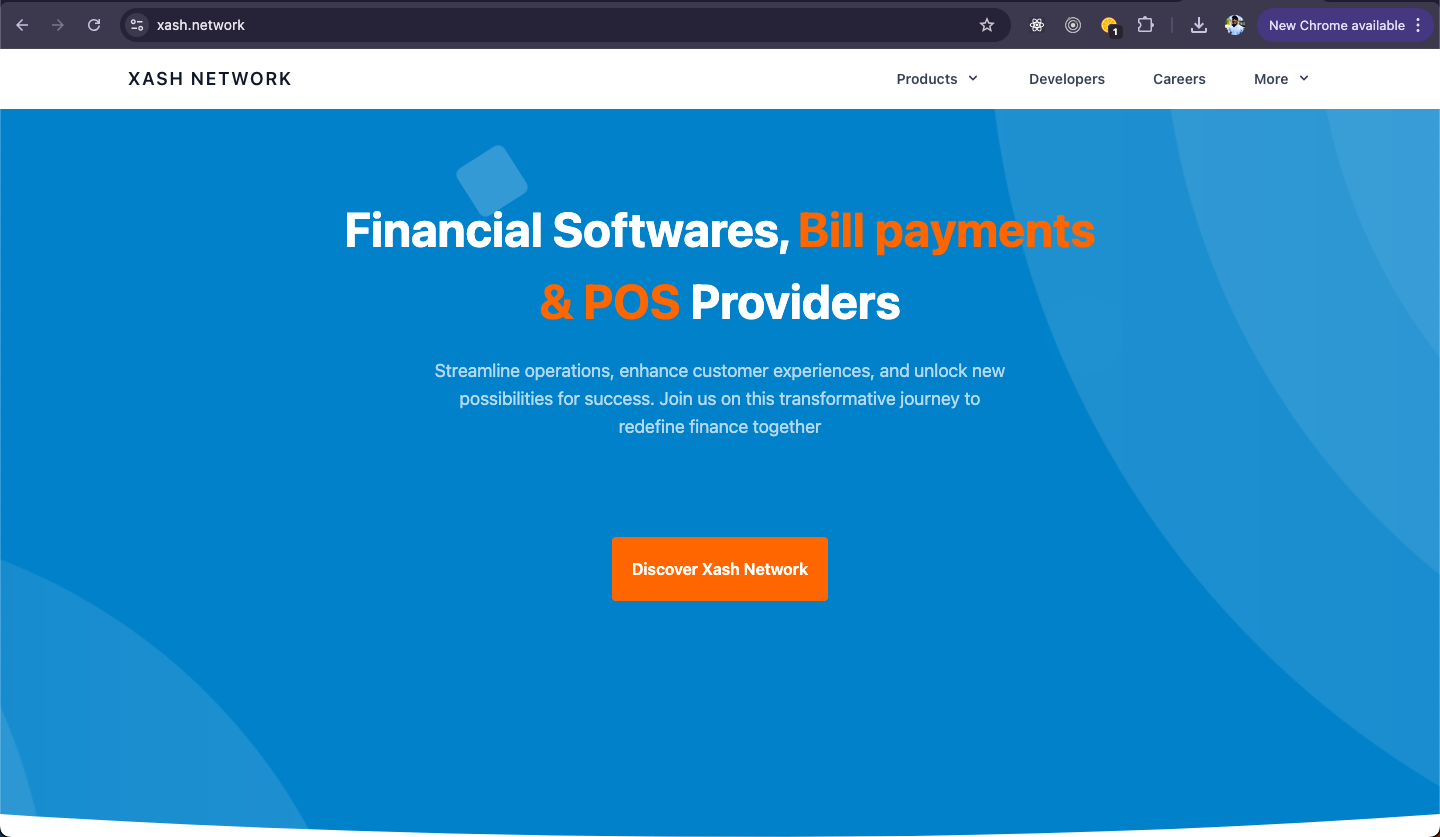 xash.network
1
New Chrome available
XASH NETWORK
Products
Developers
Careers
More
Financial Softwares, Bill payments
& POS Providers
Streamline operations, enhance customer experiences, and unlock new
possibilities for success. Join us on this transformative journey to
redefine finance together
Discover Xash Network